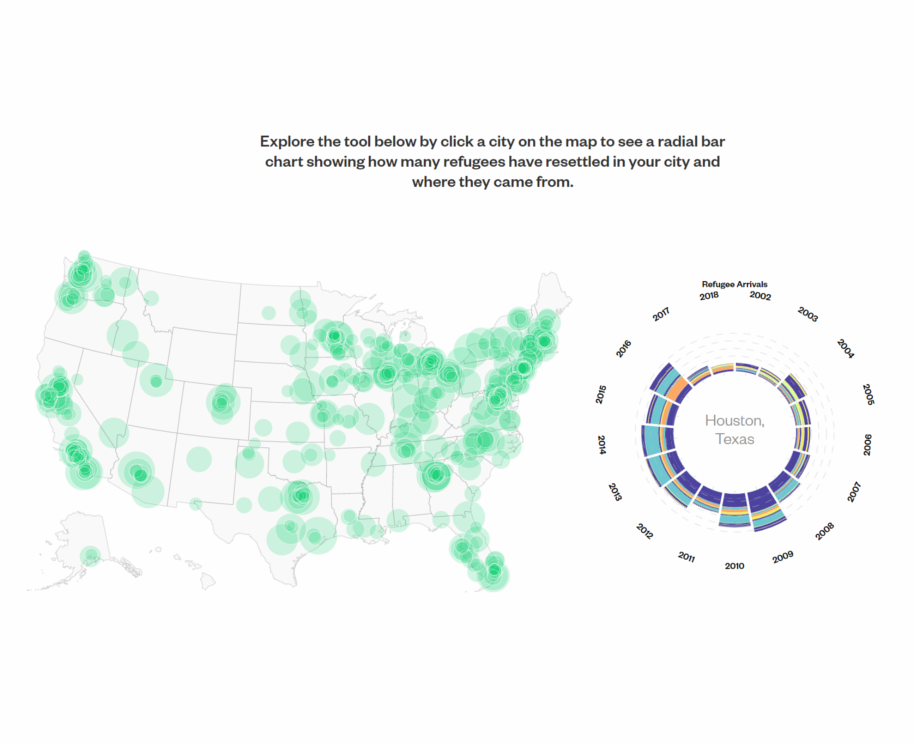 Explore the tool below by click a city on the map to see a radial bar
chart showing how many refugees have resettled in your city and
where they came from.
Refugee Arrivals
2002
2003
2004
2005
2006
2007
2008
2009
2010
2011
2012
2013
2014
2015
2016
2017
2018
Houston,
Texas